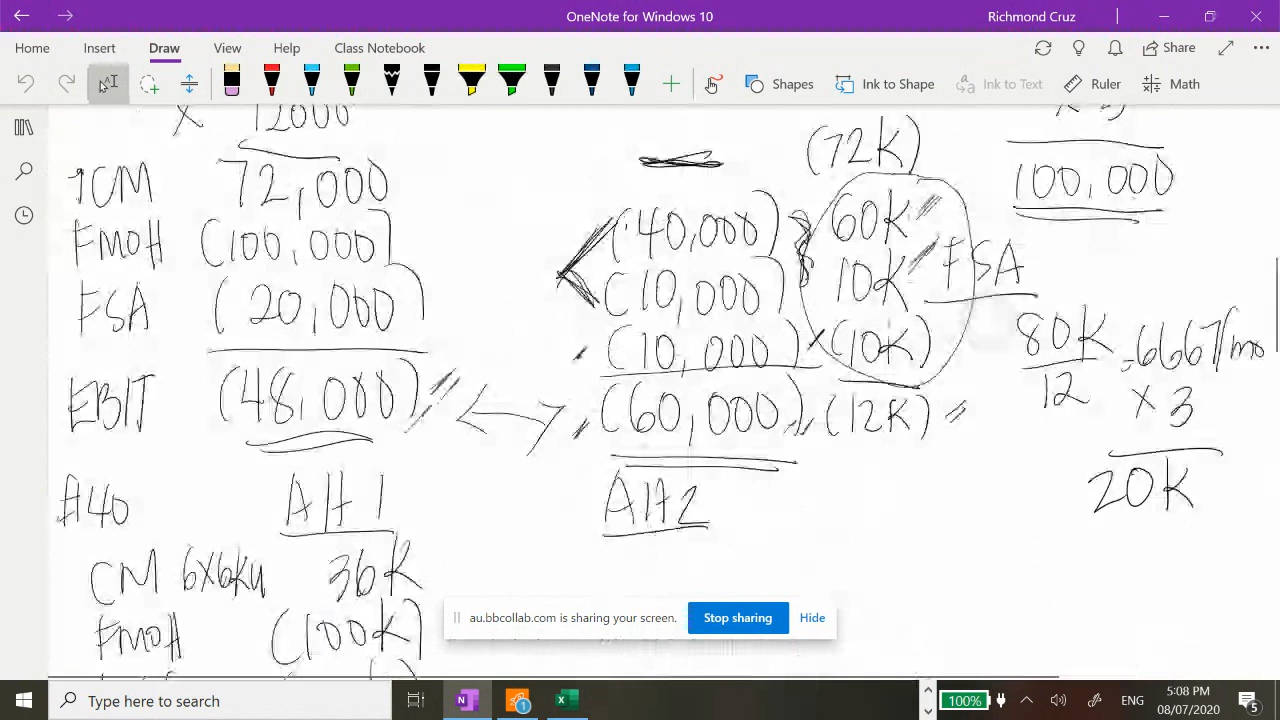 OneNote for Windows 10
Richmond Cruz
Home Insert Draw View Help Class Notebook
Share
Shapes Ink to Shape Ink to Text Ruler Math
X 12000
TCM 72,000
FMOH (100,000)
FSA (20,000)
EBIT (48,000)
(72K)
(40,000) 60K
(10,000) 10K
(10,000) (10K)
(60,000) (12K)
Alt 2
100,000
FSA
80K
12
= 6667/mo
X 3
20K
#40 Alt 1
CM 6X6Ku 36K
FMOH (100K)
au.bbcollab.com is sharing your screen.
Stop sharing
Hide
Type here to search
1
100%
ENG
5:08 PM
08/07/2020
5